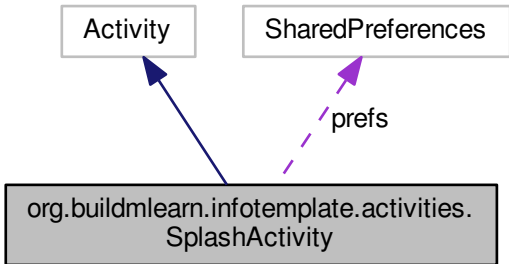 Activity
SharedPreferences
prefs
org.buildmlearn.infotemplate.activities.
SplashActivity